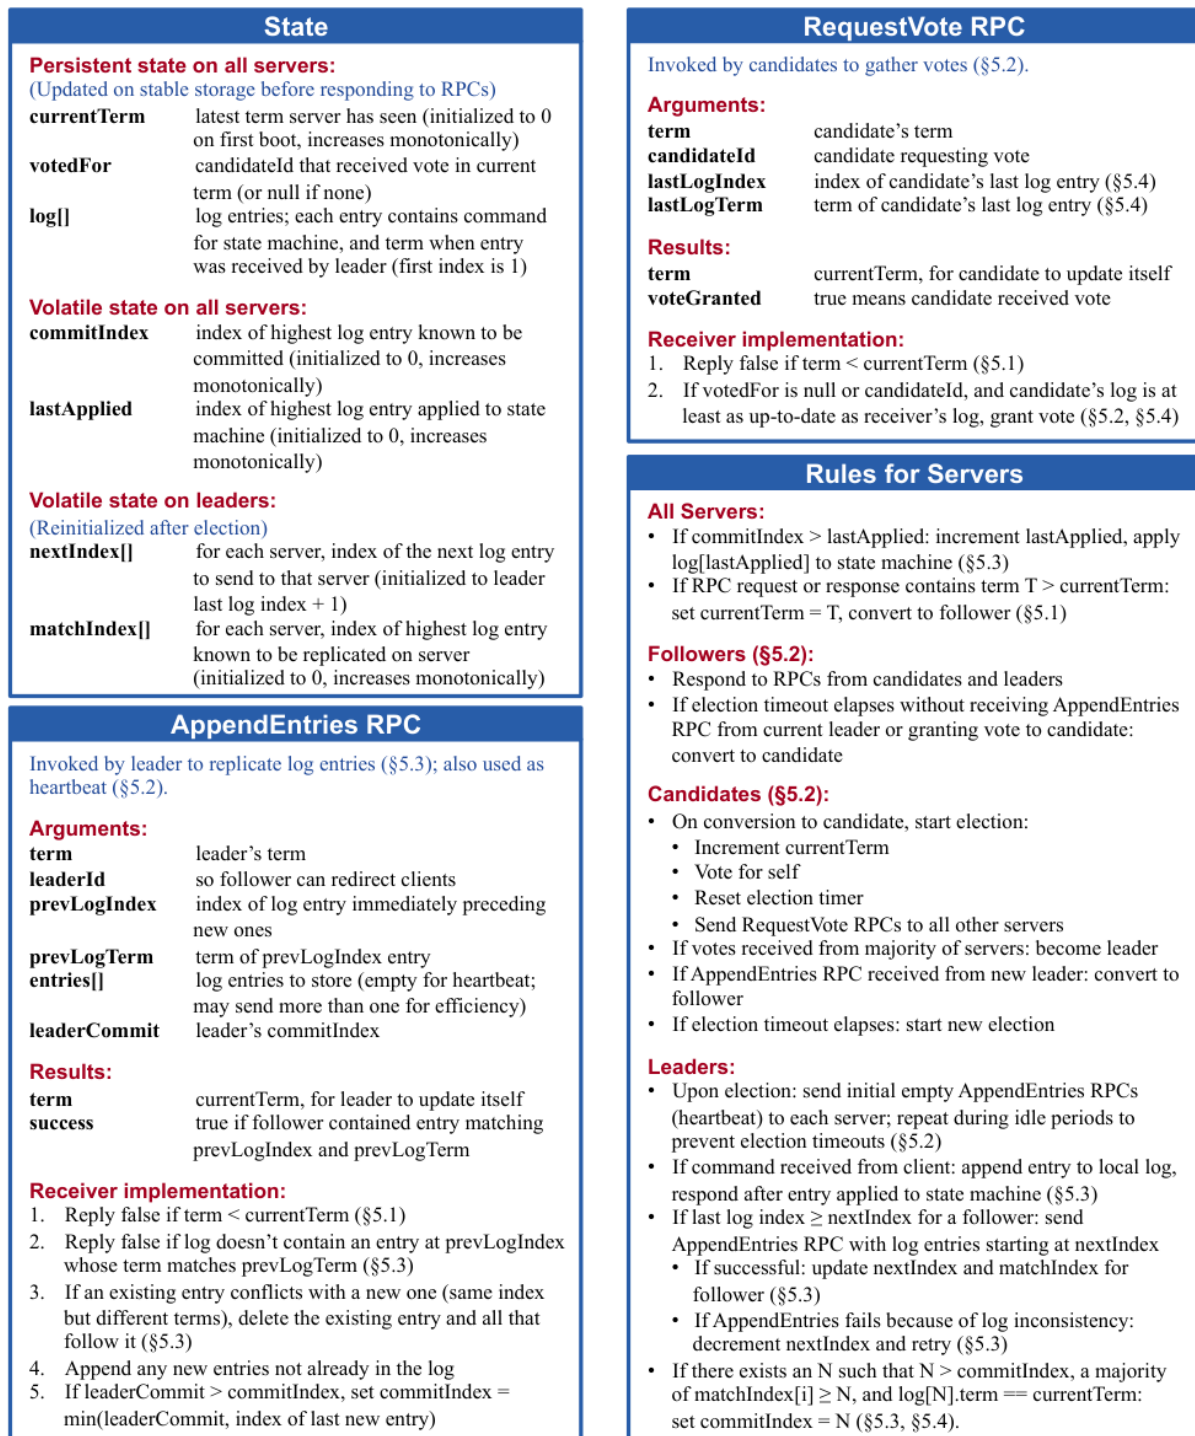 State
Persistent state on all servers:
(Updated on stable storage before responding to RPCs)
currentTerm latest term server has seen (initialized to 0
on first boot, increases monotonically)
votedFor candidateId that received vote in current
term (or null if none)
log[] log entries; each entry contains command
for state machine, and term when entry
was received by leader (first index is 1)
Volatile state on all servers:
commitIndex index of highest log entry known to be
committed (initialized to 0, increases
monotonically)
lastApplied index of highest log entry applied to state
machine (initialized to 0, increases
monotonically)
Volatile state on leaders:
(Reinitialized after election)
nextIndex[] for each server, index of the next log entry
to send to that server (initialized to leader
last log index + 1)
matchIndex[] for each server, index of highest log entry
known to be replicated on server
(initialized to 0, increases monotonically)
AppendEntries RPC
Invoked by leader to replicate log entries (§5.3); also used as
heartbeat (§5.2).
Arguments:
term leader’s term
leaderId so follower can redirect clients
prevLogIndex index of log entry immediately preceding
new ones
prevLogTerm term of prevLogIndex entry
entries[] log entries to store (empty for heartbeat;
may send more than one for efficiency)
leaderCommit leader’s commitIndex
Results:
term currentTerm, for leader to update itself
success true if follower contained entry matching
prevLogIndex and prevLogTerm
Receiver implementation:
1. Reply false if term < currentTerm (§5.1)
2. Reply false if log doesn’t contain an entry at prevLogIndex
whose term matches prevLogTerm (§5.3)
3. If an existing entry conflicts with a new one (same index
but different terms), delete the existing entry and all that
follow it (§5.3)
4. Append any new entries not already in the log
5. If leaderCommit > commitIndex, set commitIndex =
min(leaderCommit, index of last new entry)
RequestVote RPC
Invoked by candidates to gather votes (§5.2).
Arguments:
term candidate’s term
candidateId candidate requesting vote
lastLogIndex index of candidate’s last log entry (§5.4)
lastLogTerm term of candidate’s last log entry (§5.4)
Results:
term currentTerm, for candidate to update itself
voteGranted true means candidate received vote
Receiver implementation:
1. Reply false if term < currentTerm (§5.1)
2. If votedFor is null or candidateId, and candidate’s log is at
least as up-to-date as receiver’s log, grant vote (§5.2, §5.4)
Rules for Servers
All Servers:
• If commitIndex > lastApplied: increment lastApplied, apply
log[lastApplied] to state machine (§5.3)
• If RPC request or response contains term T > currentTerm:
set currentTerm = T, convert to follower (§5.1)
Followers (§5.2):
• Respond to RPCs from candidates and leaders
• If election timeout elapses without receiving AppendEntries
RPC from current leader or granting vote to candidate:
convert to candidate
Candidates (§5.2):
• On conversion to candidate, start election:
• Increment currentTerm
• Vote for self
• Reset election timer
• Send RequestVote RPCs to all other servers
• If votes received from majority of servers: become leader
• If AppendEntries RPC received from new leader: convert to
follower
• If election timeout elapses: start new election
Leaders:
• Upon election: send initial empty AppendEntries RPCs
(heartbeat) to each server; repeat during idle periods to
prevent election timeouts (§5.2)
• If command received from client: append entry to local log,
respond after entry applied to state machine (§5.3)
• If last log index ≥ nextIndex for a follower: send
AppendEntries RPC with log entries starting at nextIndex
• If successful: update nextIndex and matchIndex for
follower (§5.3)
• If AppendEntries fails because of log inconsistency:
decrement nextIndex and retry (§5.3)
• If there exists an N such that N > commitIndex, a majority
of matchIndex[i] ≥ N, and log[N].term == currentTerm:
set commitIndex = N (§5.3, §5.4).